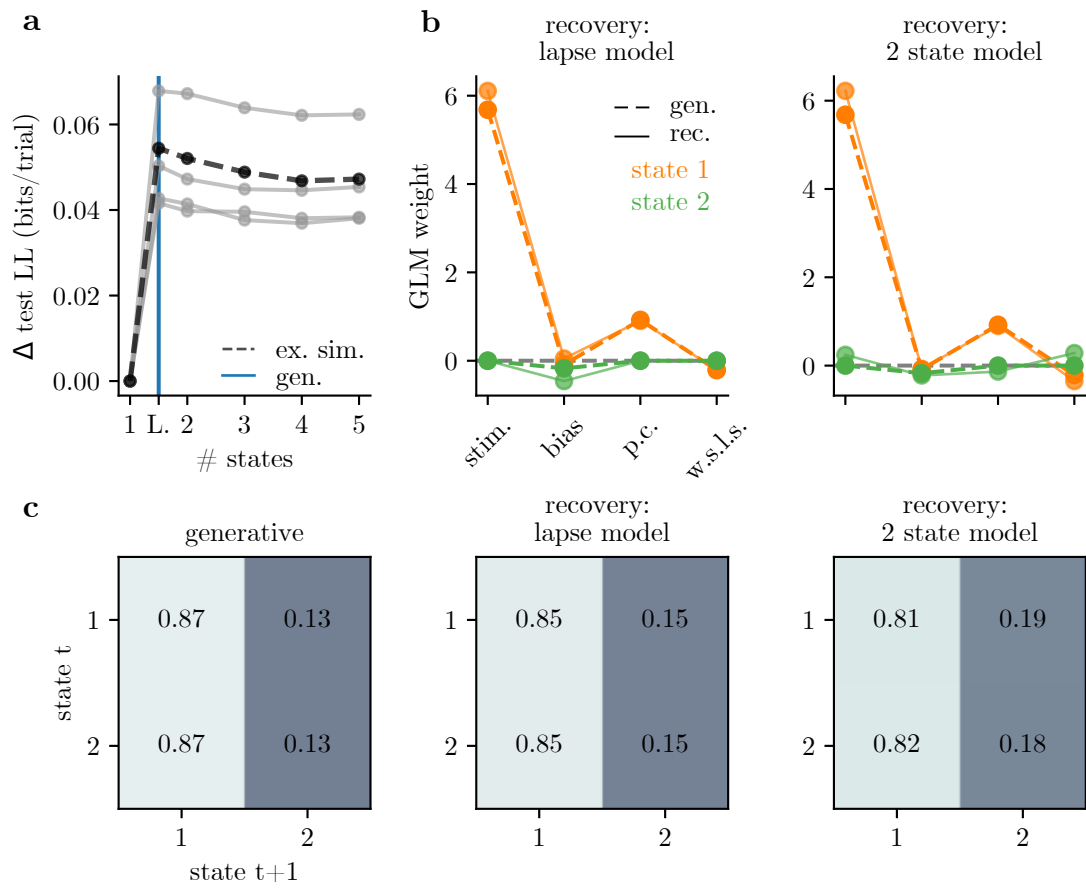 a
Δ test LL (bits/trial)
0.06
0.04
0.02
0.00
ex. sim.
gen.
1 L. 2 3 4 5
# states
b
recovery:
lapse model
GLM weight
6
4
2
0
gen.
rec.
state 1
state 2
stim.
bias
p.c.
w.s.l.s.
recovery:
2 state model
6
4
2
0
c
generative
state t
1
2
0.87 0.13
0.87 0.13
1 2
state t+1
recovery:
lapse model
1
2
0.85 0.15
0.85 0.15
1 2
recovery:
2 state model
1
2
0.81 0.19
0.82 0.18
1 2